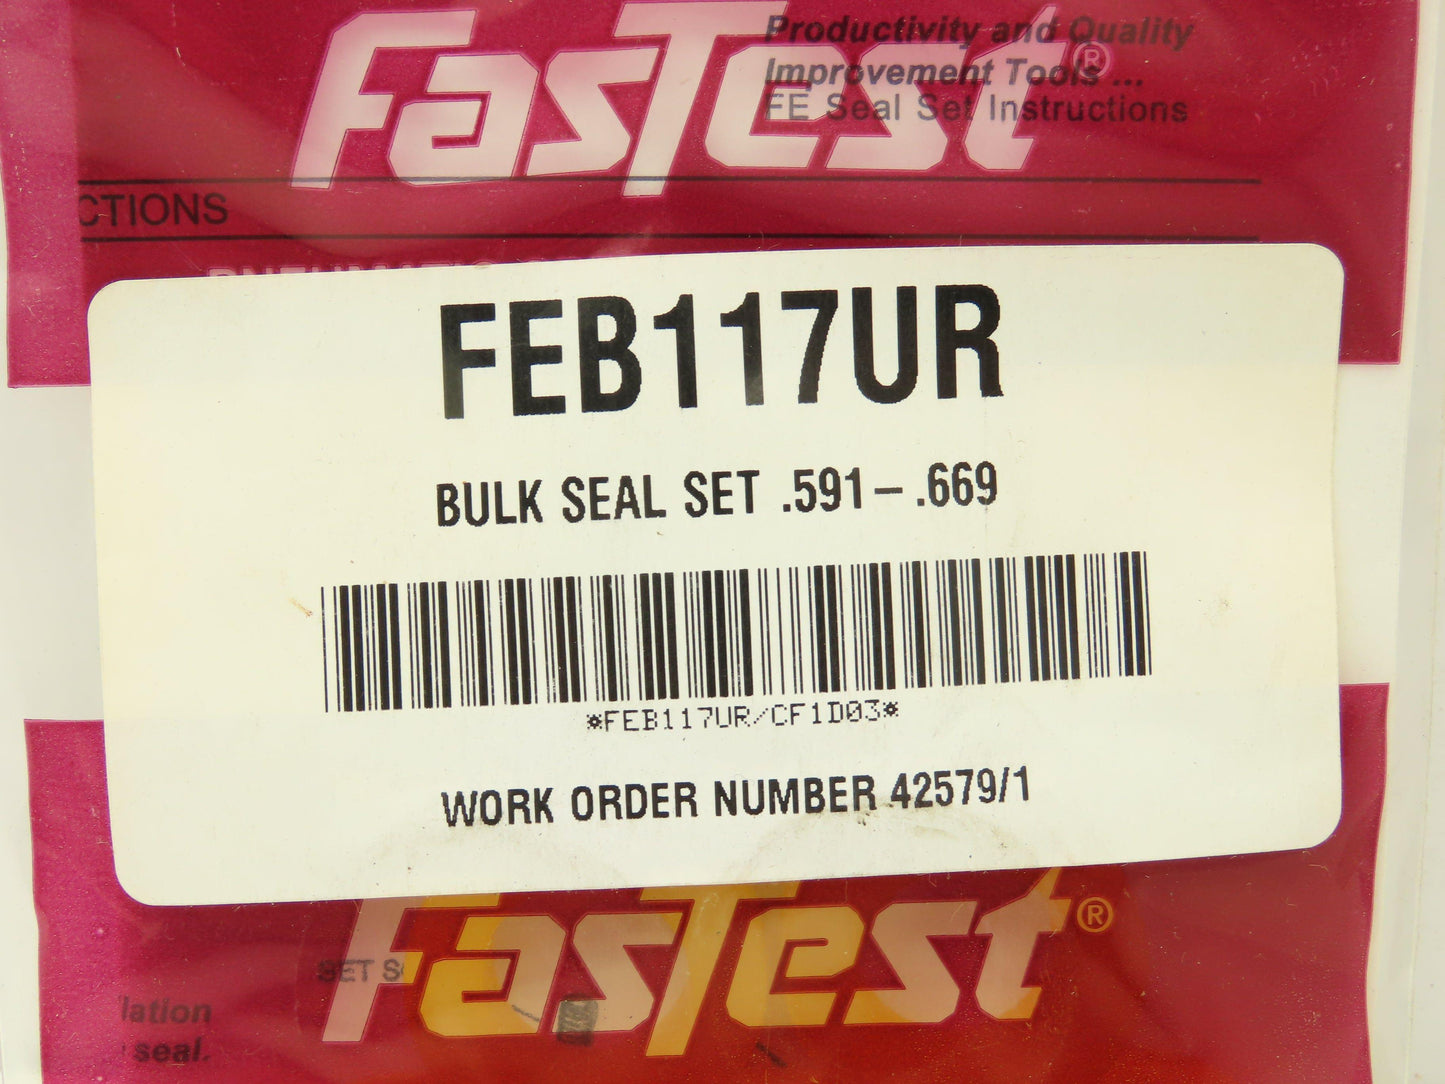 FasTest®
Productivity and Quality
Improvement Tools ...
FE Seal Set Instructions
CTIONS
FEB117UR
BULK SEAL SET .591 – .669
*FEB117UR/CF1D03*
WORK ORDER NUMBER 42579/1
FasTest®
SET
lation
seal.